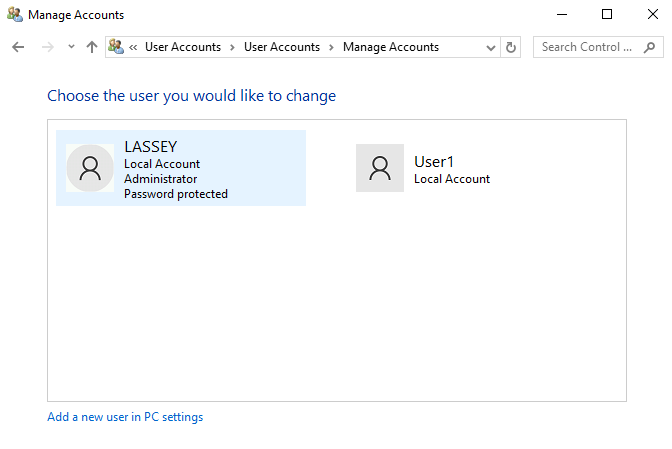 Manage Accounts
« User Accounts > User Accounts > Manage Accounts
Search Control ...
Choose the user you would like to change
LASSEY
Local Account
Administrator
Password protected
User1
Local Account
Add a new user in PC settings